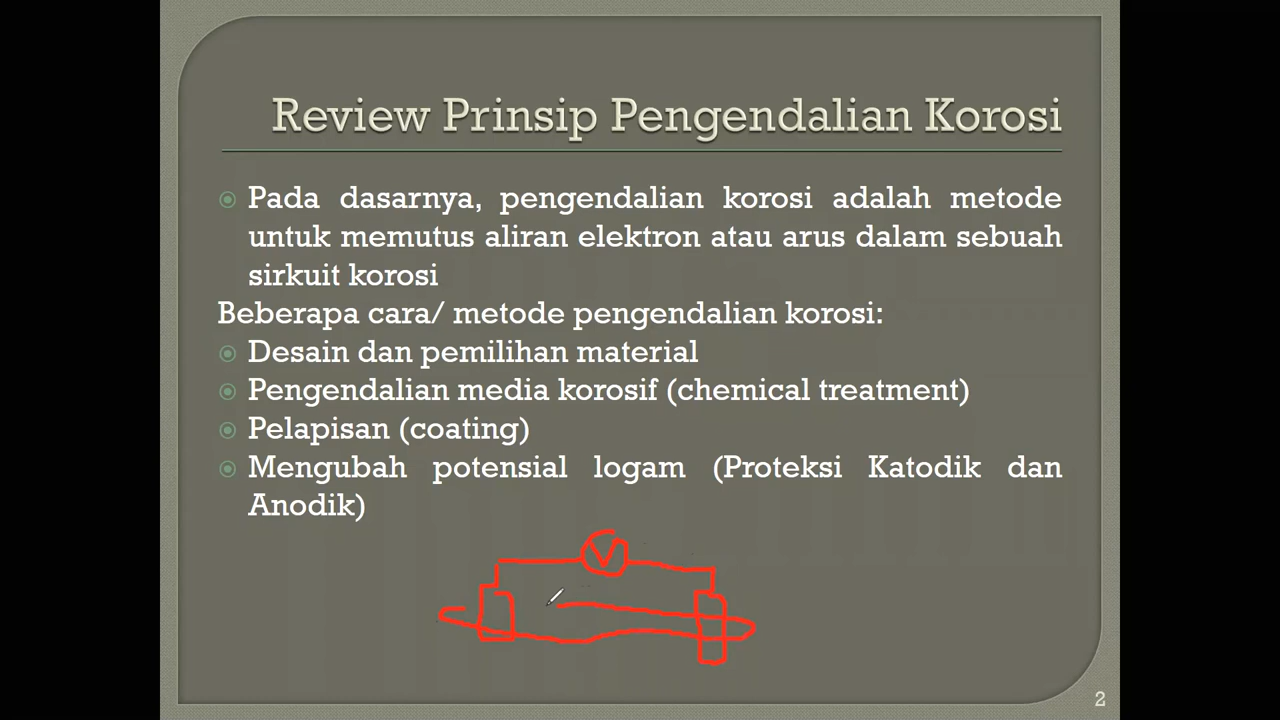 Review Prinsip Pengendalian Korosi
Pada dasarnya, pengendalian korosi adalah metode
untuk memutus aliran elektron atau arus dalam sebuah
sirkuit korosi
Beberapa cara/ metode pengendalian korosi:
Desain dan pemilihan material
Pengendalian media korosif (chemical treatment)
Pelapisan (coating)
Mengubah potensial logam (Proteksi Katodik dan
Anodik)
V
2